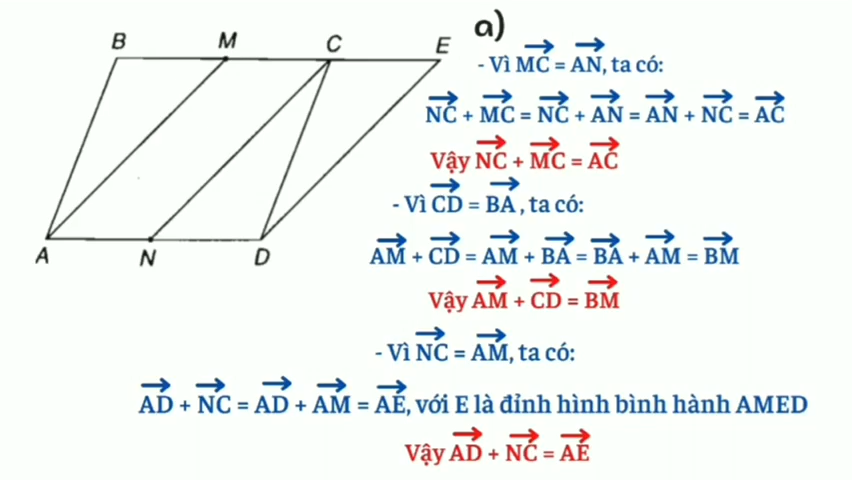 B M C E
A N D
a)
- Vì MC = AN, ta có:
NC + MC = NC + AN = AN + NC = AC
Vậy NC + MC = AC
- Vì CD = BA, ta có:
AM + CD = AM + BA = BA + AM = BM
Vậy AM + CD = BM
- Vì NC = AM, ta có:
AD + NC = AD + AM = AE, với E là đỉnh hình bình hành AMED
Vậy AD + NC = AE